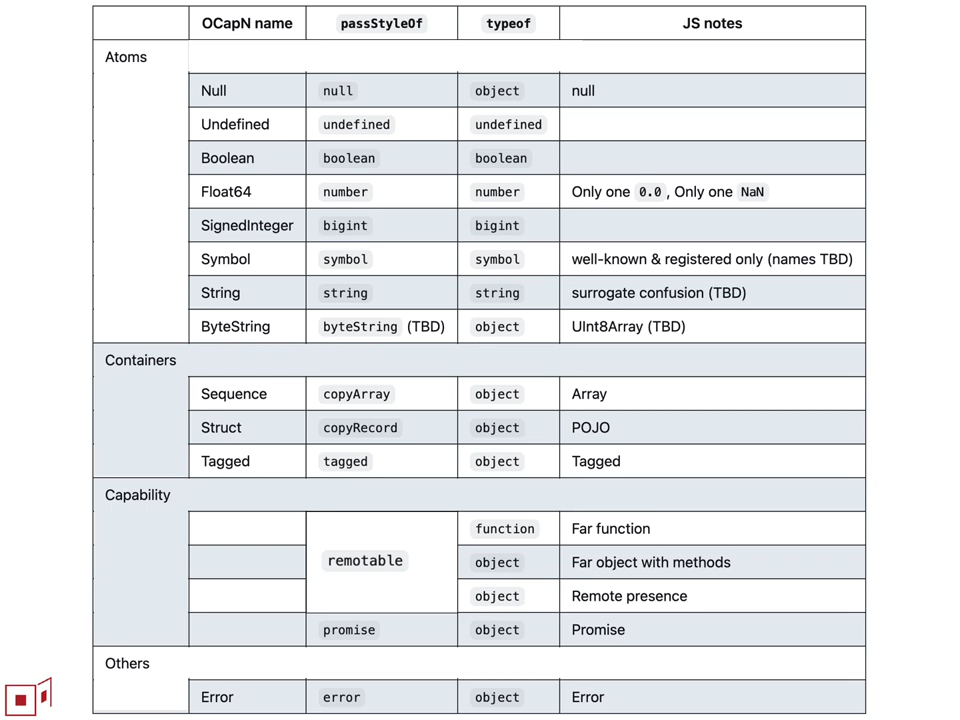 OCapN name passStyleOf typeof JS notes
Atoms
Null null object null
Undefined undefined undefined
Boolean boolean boolean
Float64 number number Only one 0.0, Only one NaN
SignedInteger bigint bigint
Symbol symbol symbol well-known & registered only (names TBD)
String string string surrogate confusion (TBD)
ByteString byteString (TBD) object UInt8Array (TBD)
Containers
Sequence copyArray object Array
Struct copyRecord object POJO
Tagged tagged object Tagged
Capability
function Far function
remotable object Far object with methods
object Remote presence
promise object Promise
Others
Error error object Error